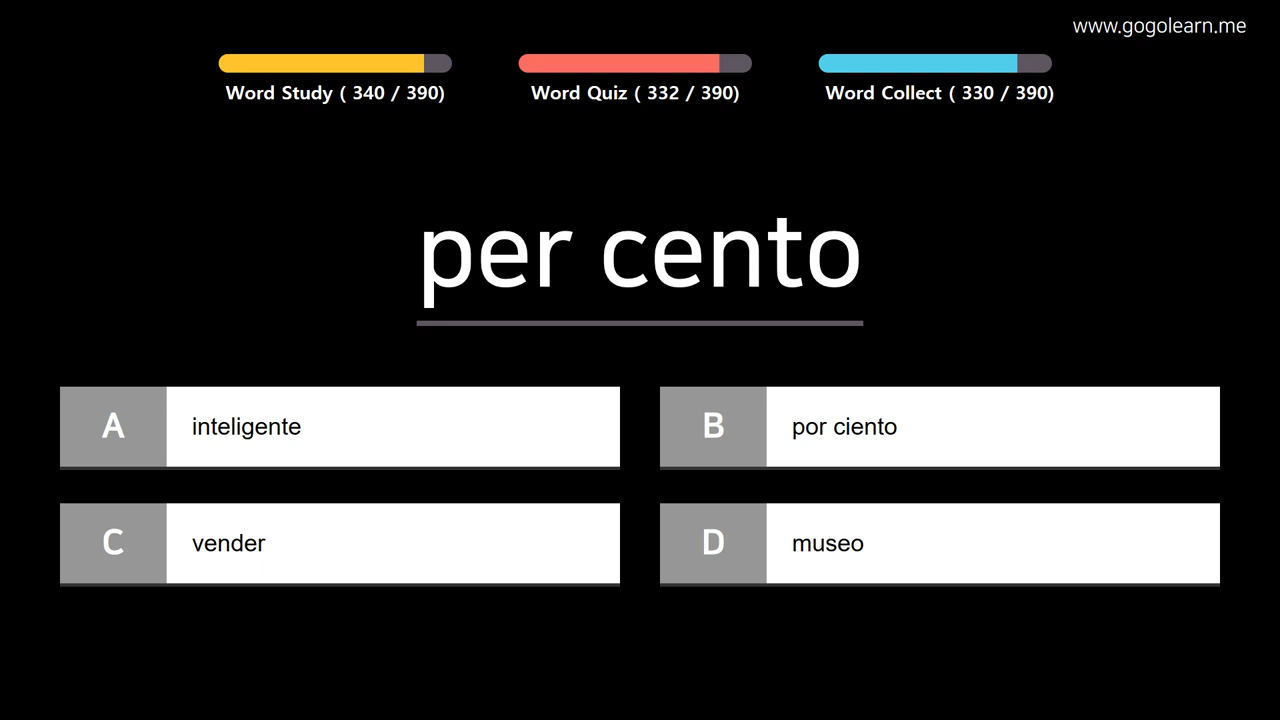 www.gogolearn.me
Word Study ( 340 / 390)
Word Quiz ( 332 / 390)
Word Collect ( 330 / 390)
per cento
A
inteligente
B
por ciento
C
vender
D
museo